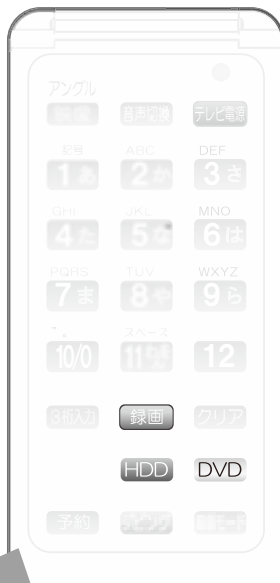 アングル
音声切換 テレビ電源
記号 ABC DEF
1あ 2か 3さ
GHI JKL MNO
4た 5な 6は
PQRS TUV WXYZ
7ま 8や 9ら
スペース
10/0 11 12
3桁入力 録画 クリア
HDD DVD
予約